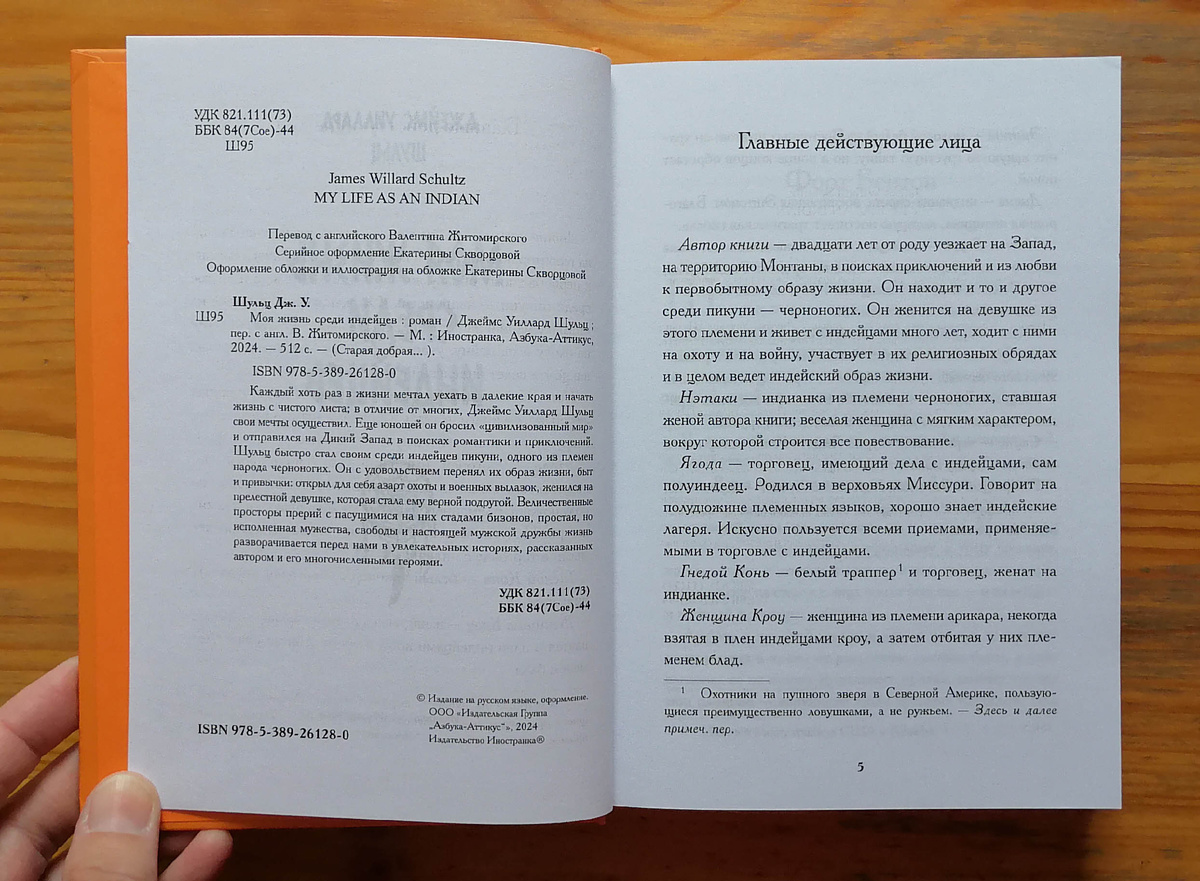 УДК 821.111(73)
ББК 84(7Сое)-44
Ш95
James Willard Schultz
MY LIFE AS AN INDIAN
Перевод с английского Валентина Житомирского
Серийное оформление Екатерины Скворцовой
Оформление обложки и иллюстрация на обложке Екатерины Скворцовой
Шульц Дж. У.
Ш95 Моя жизнь среди индейцев : роман / Джеймс Уиллард Шульц ;
пер. с англ. В. Житомирского. — М. : Иностранка, Азбука-Аттикус,
2024. — 512 с. — (Старая добрая... ).
ISBN 978-5-389-26128-0
Каждый хоть раз в жизни мечтал уехать в далекие края и начать
жизнь с чистого листа; в отличие от многих, Джеймс Уиллард Шульц
свои мечты осуществил. Еще юношей он бросил «цивилизованный мир»
и отправился на Дикий Запад в поисках романтики и приключений.
Шульц быстро стал своим среди индейцев пикуни, одного из племен
народа черноногих. Он с удовольствием перенял их образ жизни, быт
и привычки: открыл для себя азарт охоты и военных вылазок, женился на
прелестной девушке, которая стала ему верной подругой. Величественные
просторы прерий с пасущимися на них стадами бизонов, простая, но
исполненная мужества, свободы и настоящей мужской дружбы жизнь
разворачивается перед нами в увлекательных историях, рассказанных
автором и его многочисленными героями.
УДК 821.111(73)
ББК 84(7Сое)-44
© Издание на русском языке, оформление.
ООО «Издательская Группа
„Азбука-Аттикус“», 2024
Издательство Иностранка®
ISBN 978-5-389-26128-0
Главные действующие лица
Автор книги — двадцати лет от роду уезжает на Запад,
на территорию Монтаны, в поисках приключений и из любви
к первобытному образу жизни. Он находит и то и другое
среди пикуни — черноногих. Он женится на девушке из
этого племени и живет с индейцами много лет, ходит с ними
на охоту и на войну, участвует в их религиозных обрядах
и в целом ведет индейский образ жизни.
Нэтаки — индианка из племени черноногих, ставшая
женой автора книги; веселая женщина с мягким характером,
вокруг которой строится все повествование.
Ягода — торговец, имеющий дела с индейцами, сам
полуиндеец. Родился в верховьях Миссури. Говорит на
полудюжине племенных языков, хорошо знает индейские
лагеря. Искусно пользуется всеми приемами, применяе-
мыми в торговле с индейцами.
Гнедой Конь — белый траппер¹ и торговец, женат на
индианке.
Женщина Кроу — женщина из племени арикара, некогда
взятая в плен индейцами кроу, а затем отбитая у них пле-
менем блад.
¹ Охотники на пушного зверя в Северной Америке, пользую-
щиеся преимущественно ловушками, а не ружьем. — Здесь и далее
примеч. пер.
5